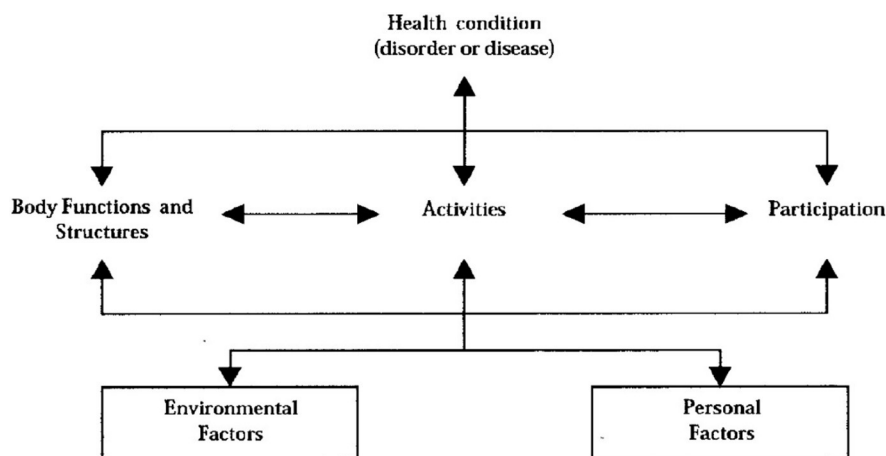 Health condition
(disorder or disease)
Body Functions and
Structures
Activities
Participation
Environmental
Factors
Personal
Factors